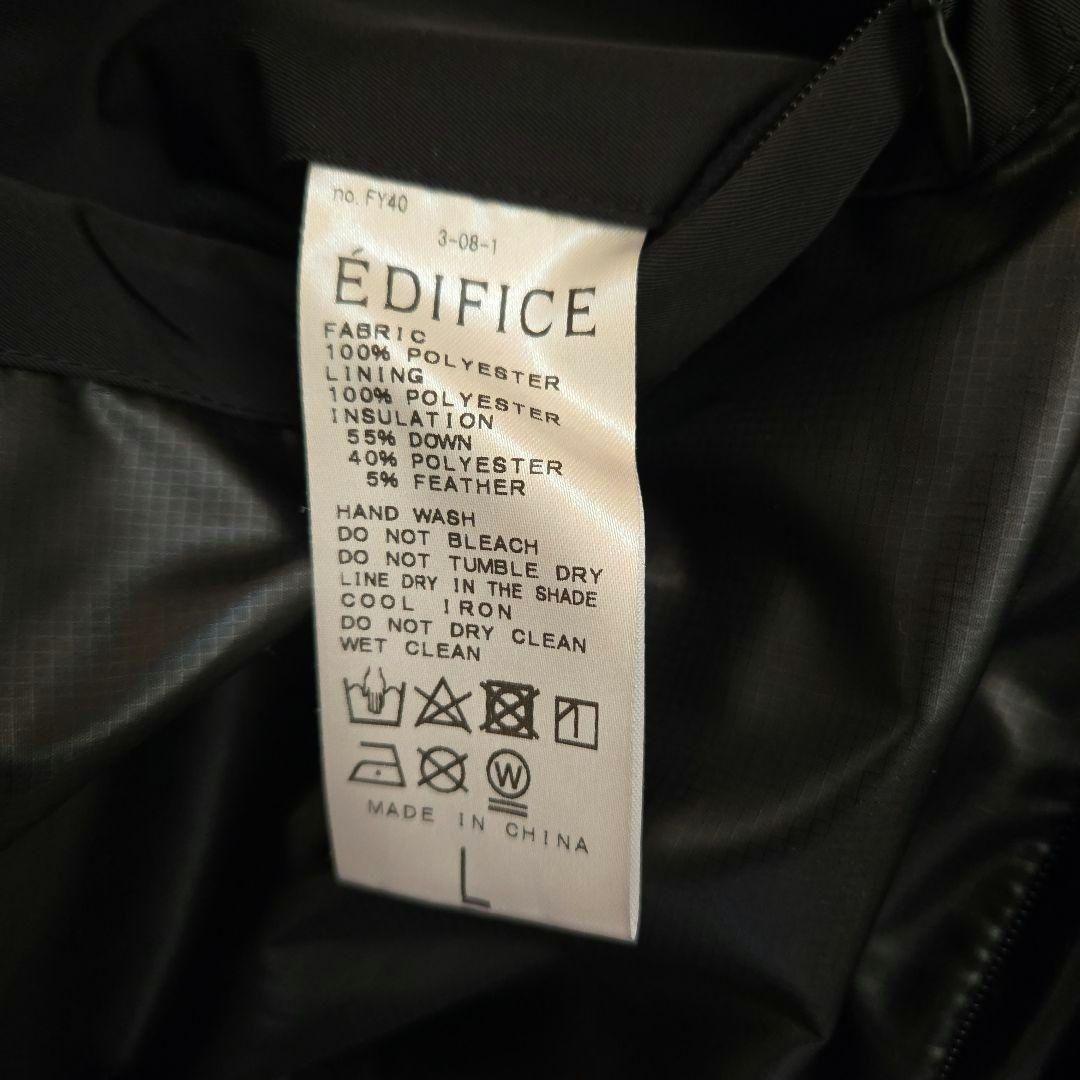 no. FY40
3-08-1
ÉDIFICE
FABRIC
100% POLYESTER
LINING
100% POLYESTER
INSULATION
55% DOWN
40% POLYESTER
5% FEATHER
HAND WASH
DO NOT BLEACH
DO NOT TUMBLE DRY
LINE DRY IN THE SHADE
COOL IRON
DO NOT DRY CLEAN
WET CLEAN
W
MADE IN CHINA
L